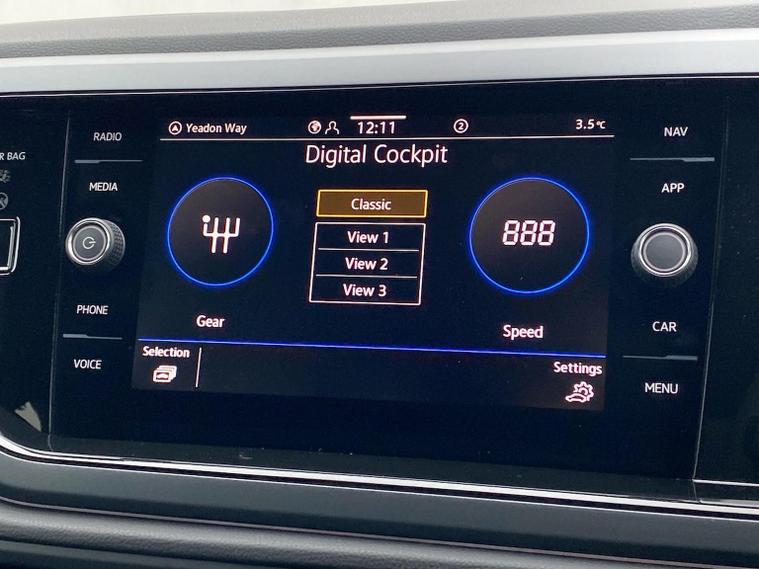 R BAG
RADIO
MEDIA
PHONE
VOICE
Yeadon Way
12:11
2
3.5°C
Digital Cockpit
Classic
View 1
View 2
View 3
888
Gear
Speed
Selection
Settings
NAV
APP
CAR
MENU